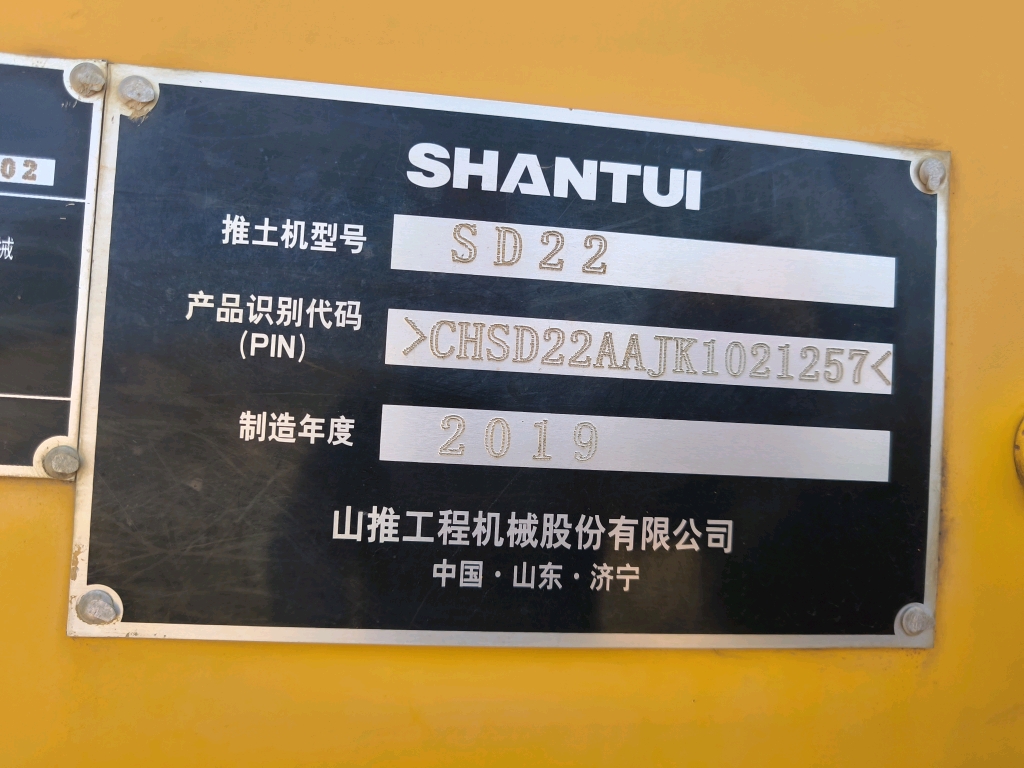 02
械
SHANTUI
推土机型号 SD22
产品识别代码 >CHSD22AAJK1021257<
(PIN)
制造年度 2019
山推工程机械股份有限公司
中国·山东·济宁